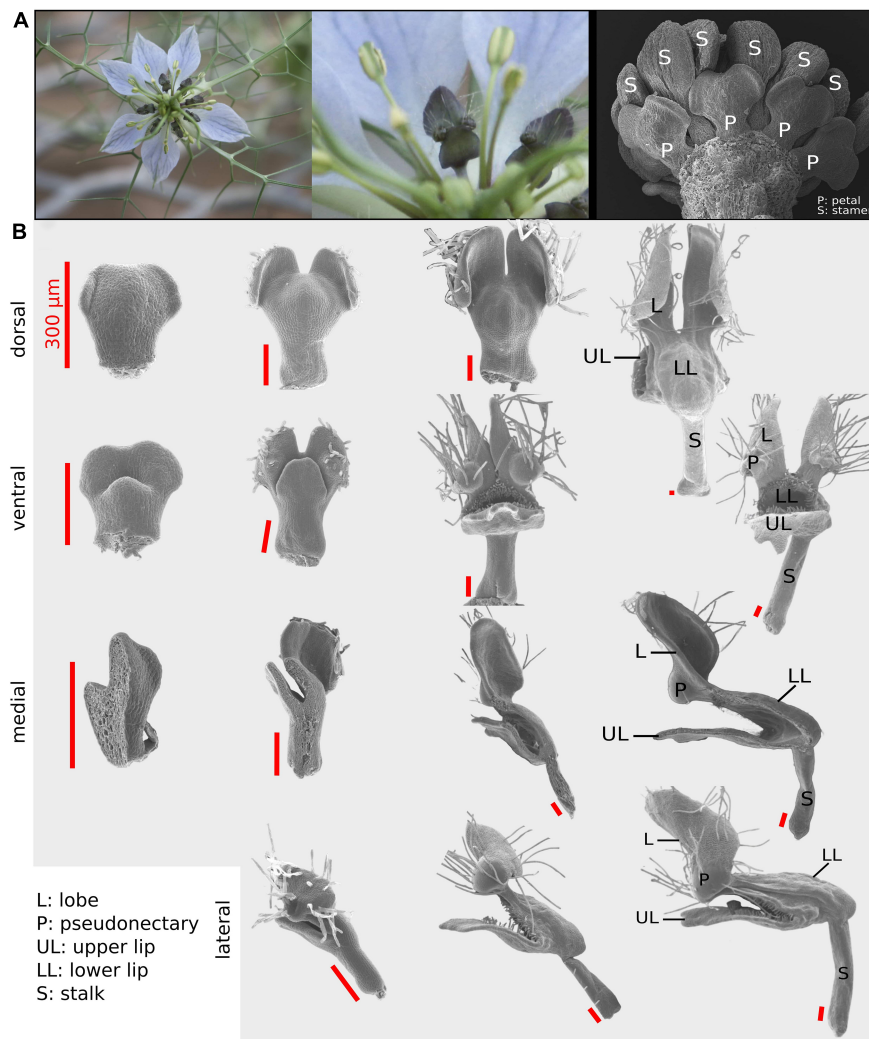 A
S
S
S
S
S
S
P
P
P
P
P: petal
S: stame
B
dorsal
300 µm
L
UL
LL
S
ventral
L
P
LL
UL
S
medial
L
P
LL
UL
S
lateral
L
P
LL
UL
S
L: lobe
P: pseudonectary
UL: upper lip
LL: lower lip
S: stalk